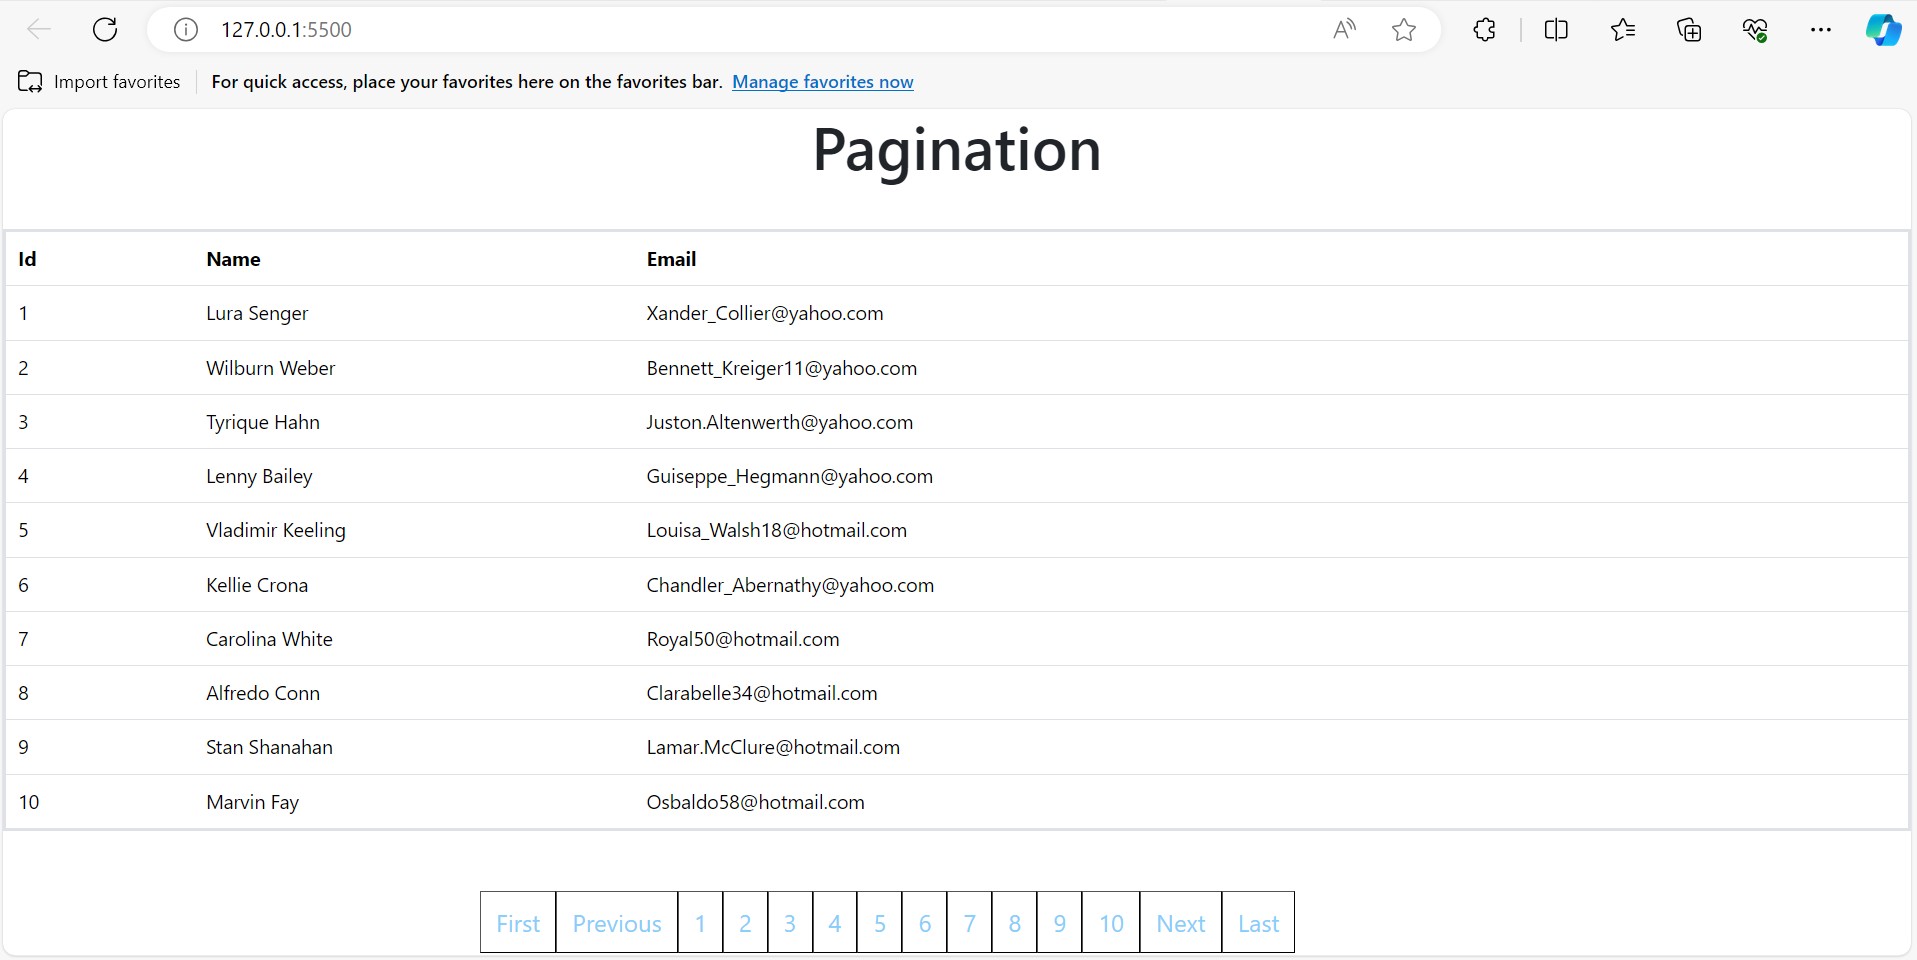 127.0.0.1:5500
Import favorites For quick access, place your favorites here on the favorites bar. Manage favorites now
Pagination
Id Name Email
1 Lura Senger Xander_Collier@yahoo.com
2 Wilburn Weber Bennett_Kreiger11@yahoo.com
3 Tyrique Hahn Juston.Altenwerth@yahoo.com
4 Lenny Bailey Guiseppe_Hegmann@yahoo.com
5 Vladimir Keeling Louisa_Walsh18@hotmail.com
6 Kellie Crona Chandler_Abernathy@yahoo.com
7 Carolina White Royal50@hotmail.com
8 Alfredo Conn Clarabelle34@hotmail.com
9 Stan Shanahan Lamar.McClure@hotmail.com
10 Marvin Fay Osbaldo58@hotmail.com
First Previous 1 2 3 4 5 6 7 8 9 10 Next Last